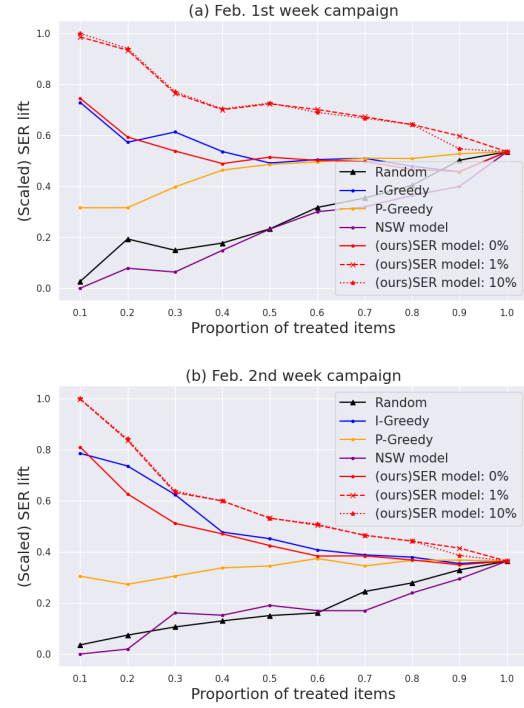 (a) Feb. 1st week campaign
1.0
0.8
0.6
0.4
0.2
0.0
(Scaled) SER lift
Random
I-Greedy
P-Greedy
NSW model
(ours)SER model: 0%
(ours)SER model: 1%
(ours)SER model: 10%
0.1 0.2 0.3 0.4 0.5 0.6 0.7 0.8 0.9 1.0
Proportion of treated items
(b) Feb. 2nd week campaign
1.0
0.8
0.6
0.4
0.2
0.0
(Scaled) SER lift
Random
I-Greedy
P-Greedy
NSW model
(ours)SER model: 0%
(ours)SER model: 1%
(ours)SER model: 10%
0.1 0.2 0.3 0.4 0.5 0.6 0.7 0.8 0.9 1.0
Proportion of treated items